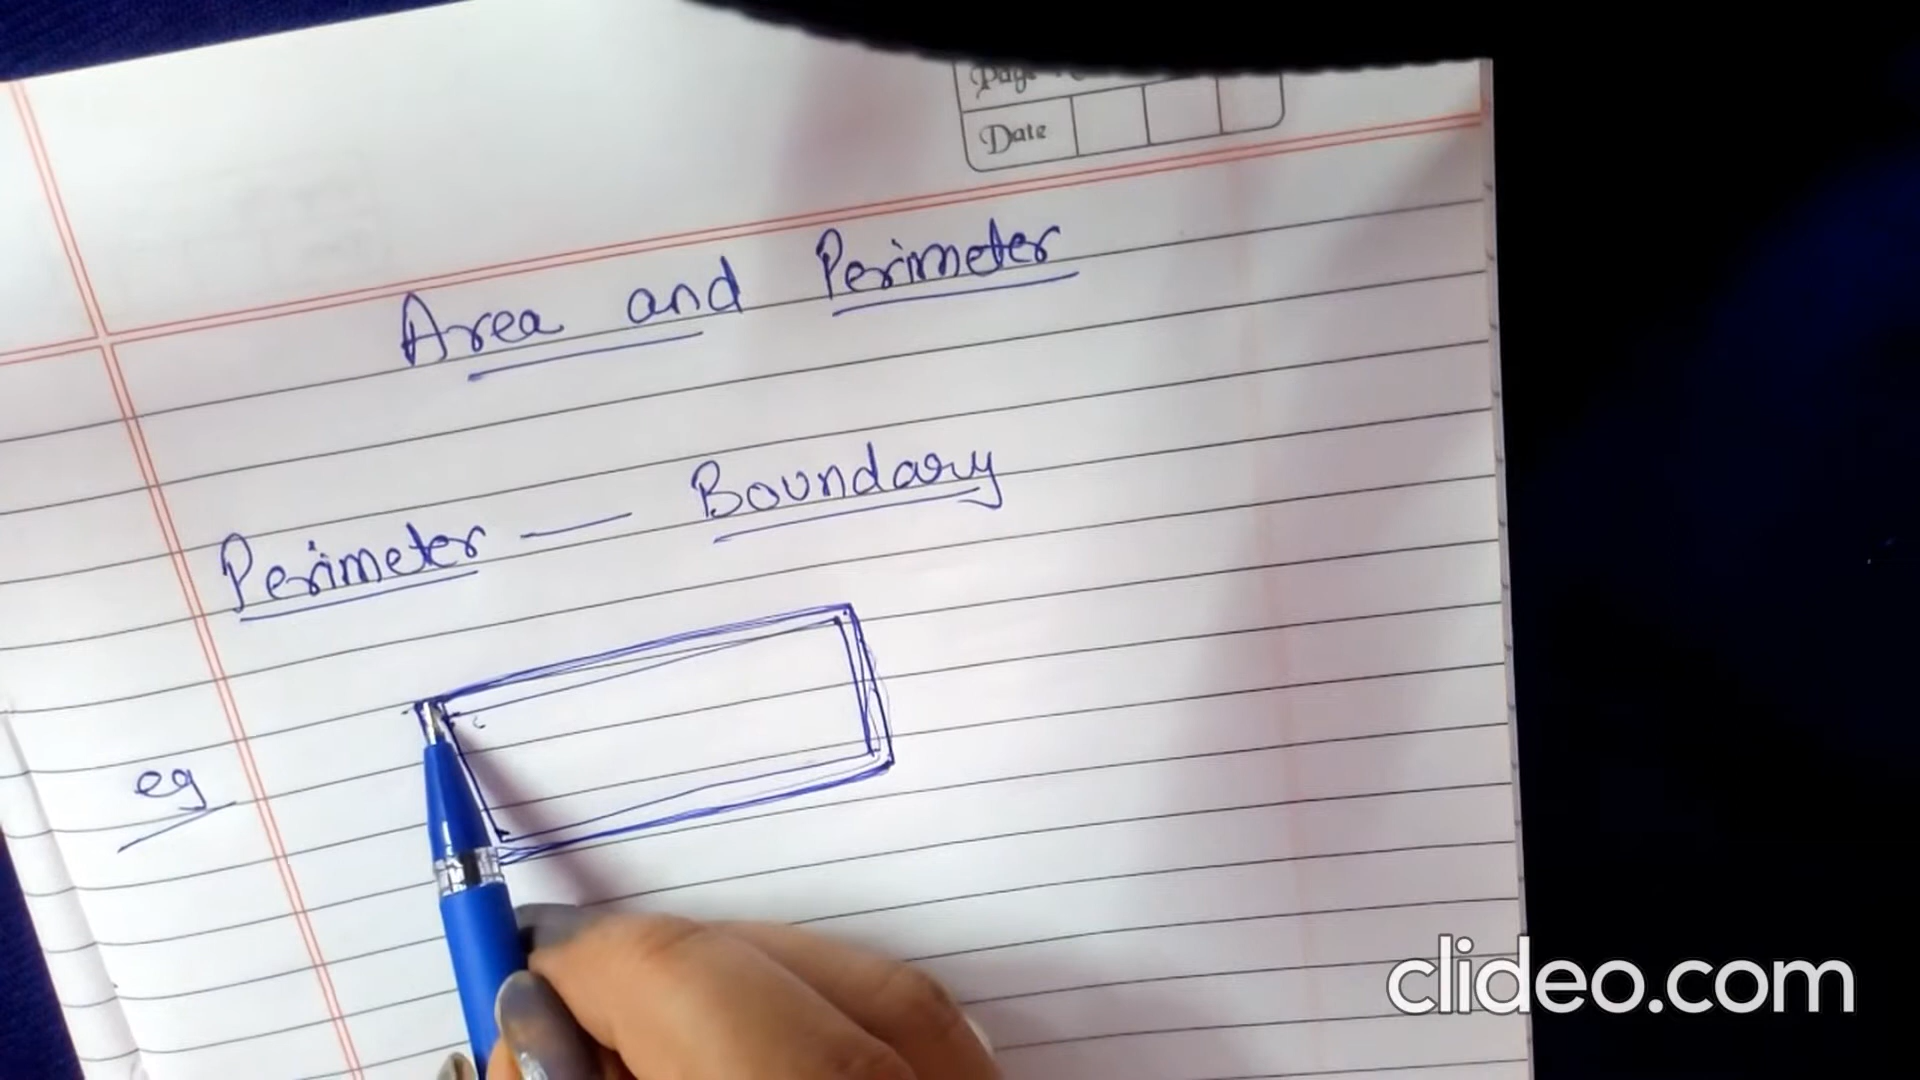 Page
Date
Area and Perimeter
Perimeter — Boundary
eg
clideo.com